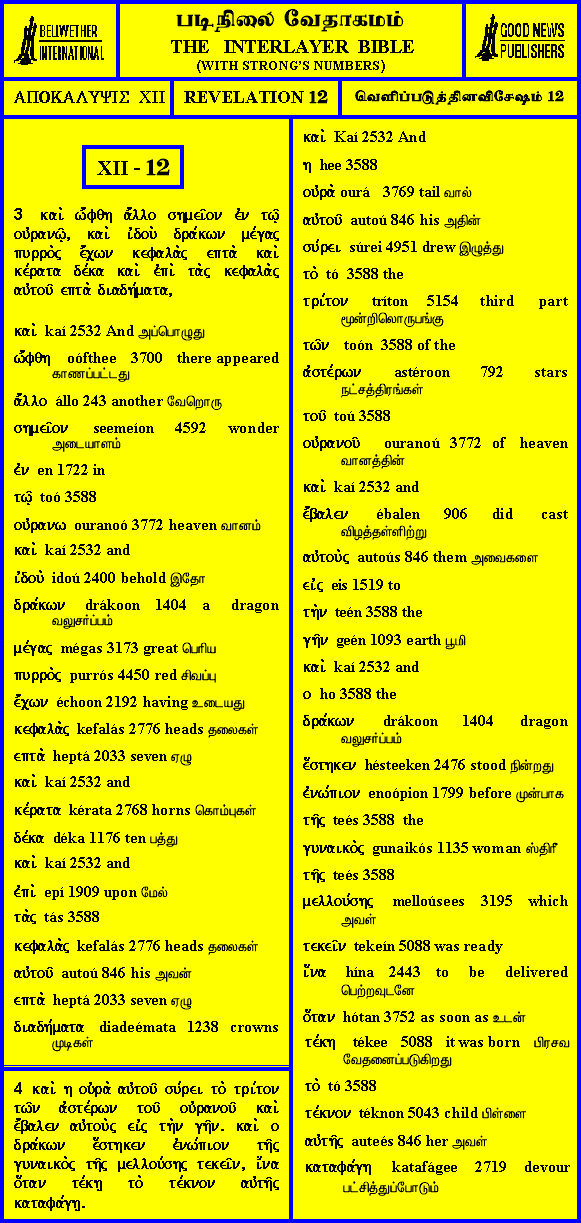 BELLWETHER
INTERNATIONAL
படிநிலை வேதாகமம்
THE INTERLAYER BIBLE
(WITH STRONG'S NUMBERS)
GOOD NEWS
PUBLISHERS
ΑΠΟΚΑΛΥΨΙΣ XII
REVELATION 12
வெளிப்படுத்தினவிசேஷம் 12
XII - 12
3 καὶ ὤφθη ἄλλο σημεῖον ἐν τῷ
οὐρανῷ, καὶ ἰδοὺ δράκων μέγας
πυρρὸς ἔχων κεφαλὰς επτὰ καὶ
κέρατα δέκα καὶ ἐπὶ τὰς κεφαλὰς
αὐτοῦ επτὰ διαδήματα,
καὶ kaí 2532 And அப்பொழுது
ὤφθη oófthee 3700 there appeared
காணப்பட்டது
ἄλλο állo 243 another வேறொரு
σημεῖον seemeíon 4592 wonder
அடையாளம்
ἐν en 1722 in
τῷ toó 3588
οὐρανω ouranoó 3772 heaven வானம்
καὶ kaí 2532 and
ἰδοὺ idoú 2400 behold இதோ
δράκων drákoon 1404 a dragon
வலுசர்ப்பம்
μέγας mégas 3173 great பெரிய
πυρρὸς purrós 4450 red சிவப்பு
ἔχων échoon 2192 having உடையது
κεφαλὰς kefalás 2776 heads தலைகள்
επτὰ heptá 2033 seven ஏழு
καὶ kaí 2532 and
κέρατα kérata 2768 horns கொம்புகள்
δέκα déka 1176 ten பத்து
καὶ kaí 2532 and
ἐπὶ epí 1909 upon மேல்
τὰς tás 3588
κεφαλὰς kefalás 2776 heads தலைகள்
αὐτοῦ autoú 846 his அவன்
επτὰ heptá 2033 seven ஏழு
διαδήματα diadeémata 1238 crowns
முடிகள்
4 καὶ η οὐρὰ αὐτοῦ σύρει τὸ τρίτον
τῶν ἀστέρων τοῦ οὐρανοῦ καὶ
ἔβαλεν αὐτοὺς εἰς τὴν γῆν. καὶ ο
δράκων ἕστηκεν ἐνώπιον τῆς
γυναικὸς τῆς μελλούσης τεκεῖν, ἵνα
ὅταν τέκη τὸ τέκνον αὐτῆς
καταφάγῃ.
καὶ Kaí 2532 And
η hee 3588
οὐρὰ ourá 3769 tail வால்
αὐτοῦ autoú 846 his அதின்
σύρει súrei 4951 drew இழுத்து
τὸ tó 3588 the
τρίτον tríton 5154 third part
மூன்றிலொருபங்கு
τῶν toón 3588 of the
ἀστέρων astéroon 792 stars
நட்சத்திரங்கள்
τοῦ toú 3588
οὐρανοῦ ouranoú 3772 of heaven
வானத்தின்
καὶ kaí 2532 and
ἔβαλεν ébalen 906 did cast
விழத்தள்ளிற்று
αὐτοὺς autoús 846 them அவைகளை
εἰς eis 1519 to
τὴν teén 3588 the
γῆν geén 1093 earth பூமி
καὶ kaí 2532 and
ο ho 3588 the
δράκων drákoon 1404 dragon
வலுசர்ப்பம்
ἕστηκεν hésteeken 2476 stood நின்றது
ἐνώπιον enoópion 1799 before முன்பாக
τῆς teés 3588 the
γυναικὸς gunaikós 1135 woman ஸ்திரீ
τῆς teés 3588
μελλούσης melloúsees 3195 which
அவள்
τεκεῖν tekeín 5088 was ready
ἵνα hína 2443 to be delivered
பெற்றவுடனே
ὅταν hótan 3752 as soon as உடன்
τέκη tékee 5088 it was born பிரசவ
வேதனைப்படுகிறது
τὸ tó 3588
τέκνον téknon 5043 child பிள்ளை
αὐτῆς auteés 846 her அவள்
καταφάγη katafágee 2719 devour
பட்சித்துப்போடும்